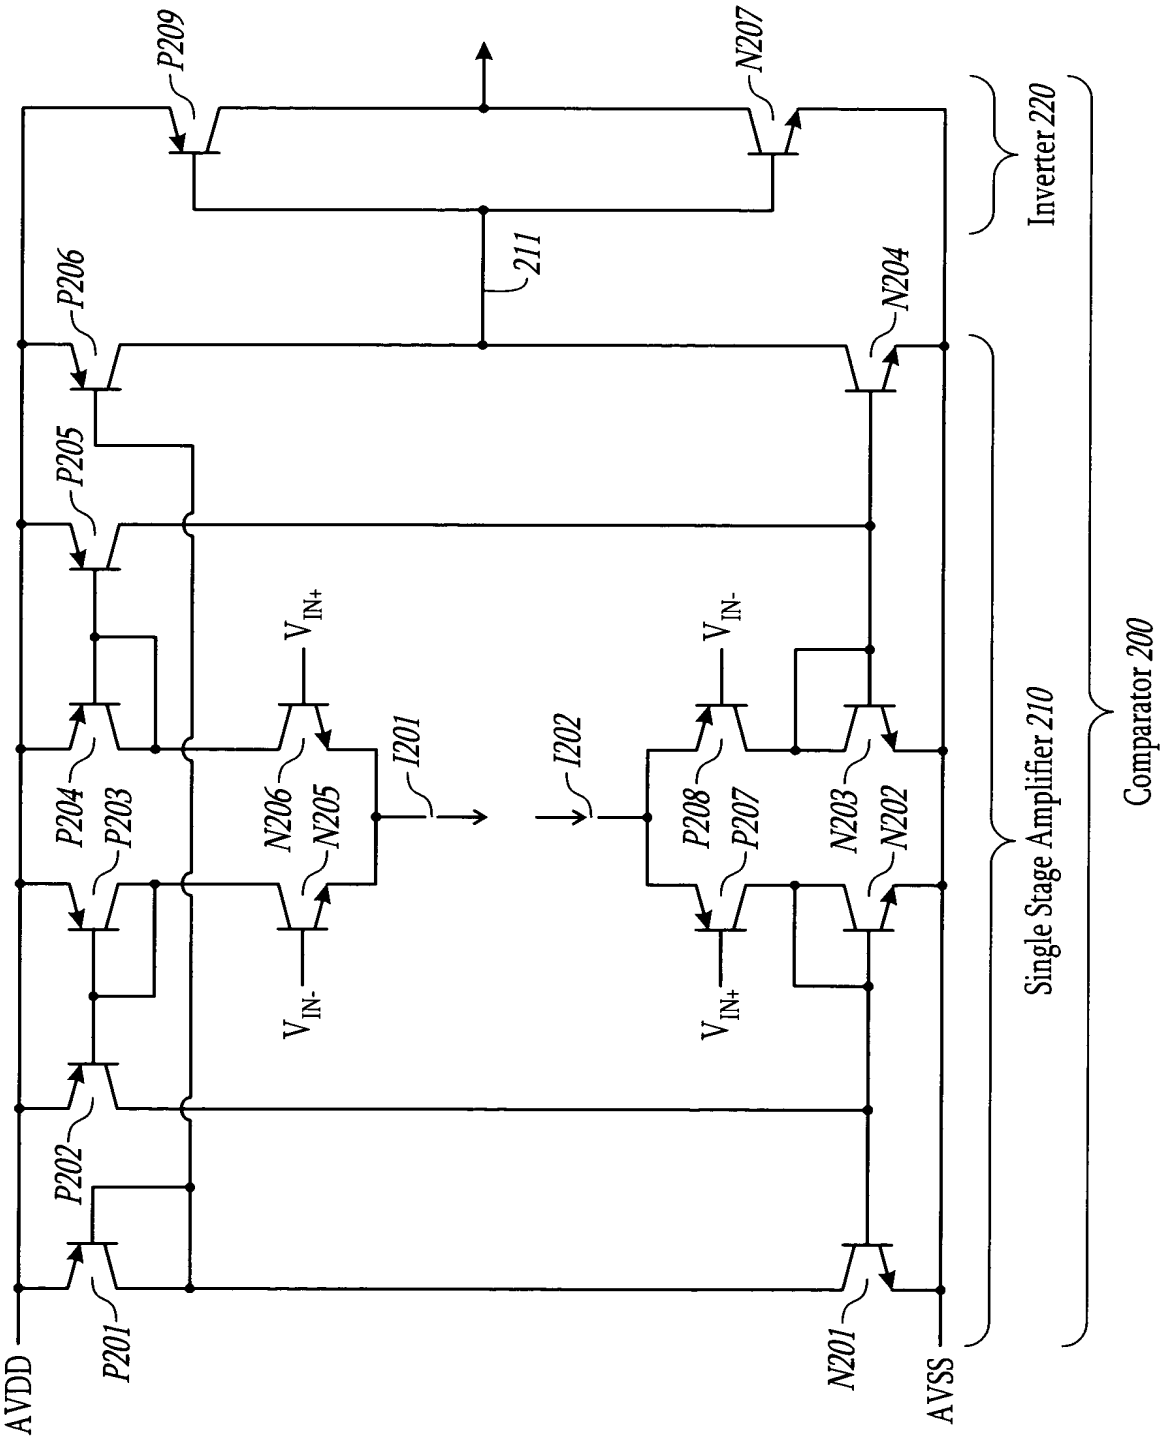 AVDD
P201
P202
P203
P204
P205
P206
P209
V_IN-
N205
N206
V_IN+
I201
I202
211
V_IN+
P207
P208
V_IN-
N201
N202
N203
N204
N207
AVSS
Single Stage Amplifier 210
Inverter 220
Comparator 200